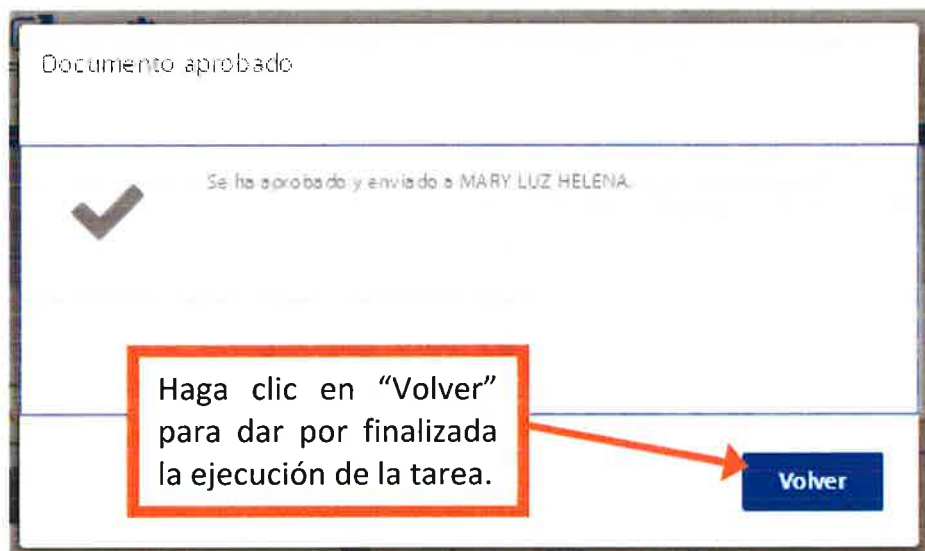 Documento aprobado
Se ha aprobado y enviado a MARY LUZ HELENA.
Haga clic en “Volver”
para dar por finalizada
la ejecución de la tarea.
Volver